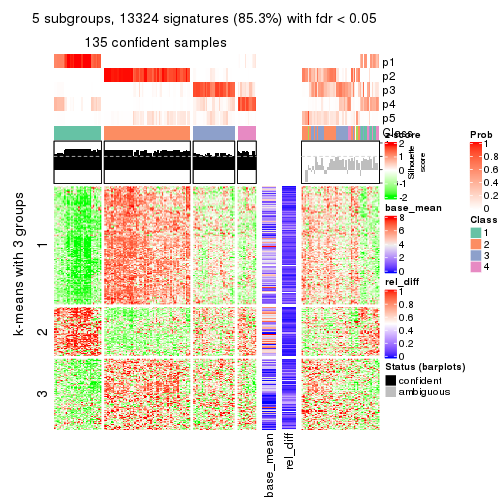 5 subgroups, 13324 signatures (85.3%) with fdr < 0.05
135 confident samples
p1
p2
p3
p4
p5
Class
z-score
2
1
0
-1
-2
Silhouette
score
Prob
1
0.8
0.6
0.4
0.2
0
k-means with 3 groups
1
2
3
base_mean
8
6
4
2
0
Class
1
2
3
4
rel_diff
1
0.8
0.6
0.4
0.2
0
Status (barplots)
confident
ambiguous
base_mean
rel_diff